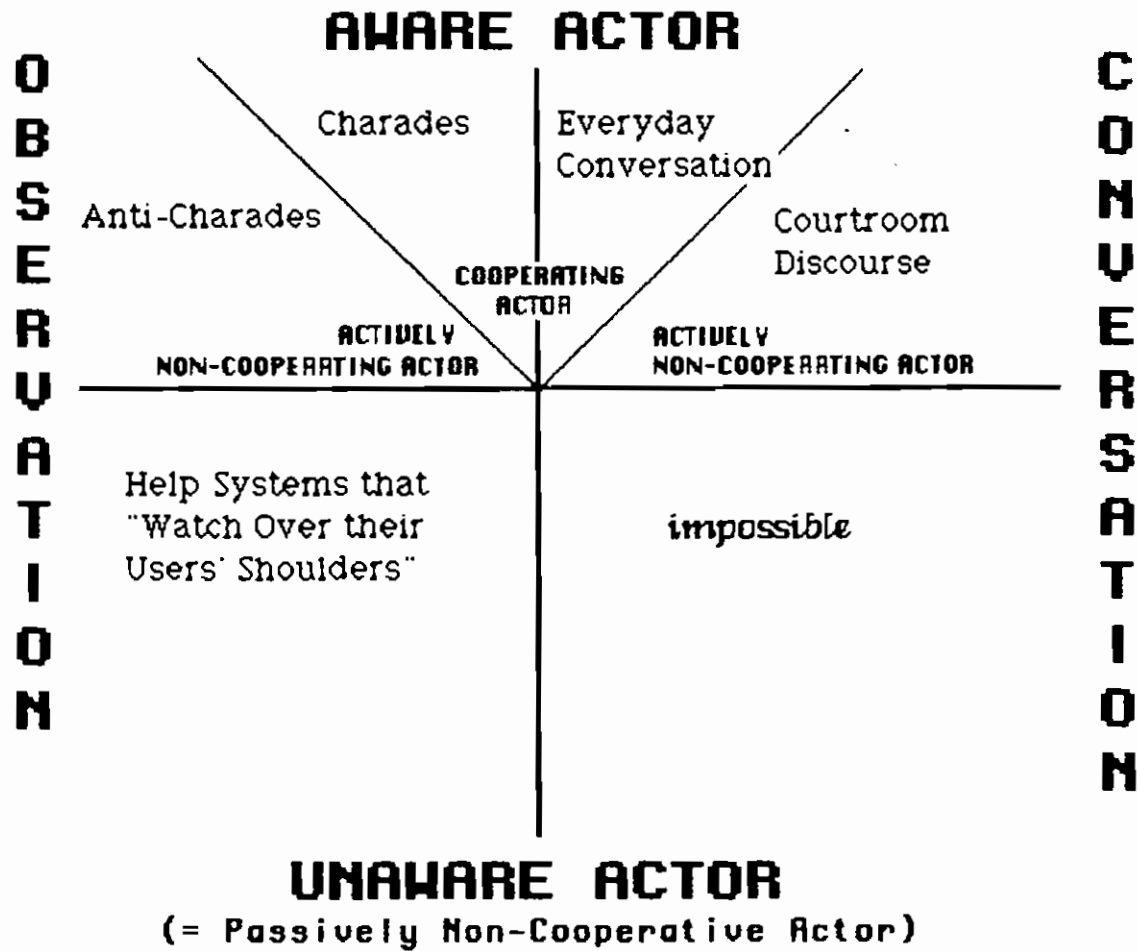 AWARE ACTOR
OBSERVATION
CONVERSATION
Charades
Everyday
Conversation
Anti-Charades
Courtroom
Discourse
COOPERATING
ACTOR
ACTIVELY
NON-COOPERATING ACTOR
ACTIVELY
NON-COOPERATING ACTOR
Help Systems that
"Watch Over their
Users' Shoulders"
impossible
UNAWARE ACTOR
(= Passively Non-Cooperative Actor)